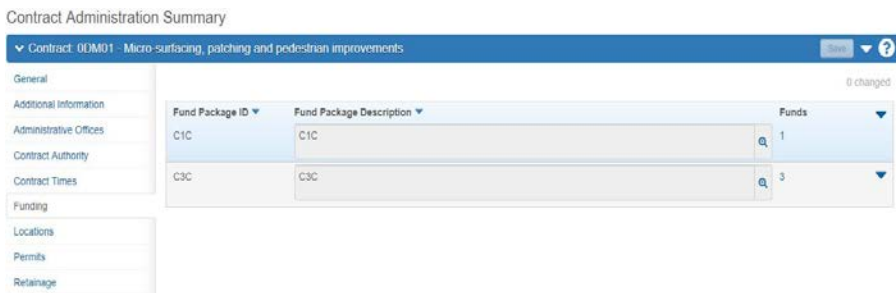 Contract Administration Summary
Contract: 0DM01 - Micro-surfacing, patching and pedestrian improvements
Save
?
General
0 changed
Additional Information
Fund Package ID
Fund Package Description
Funds
Administrative Offices
C1C
C1C
1
Contract Authority
Contract Times
C3C
C3C
3
Funding
Locations
Permits
Retainage